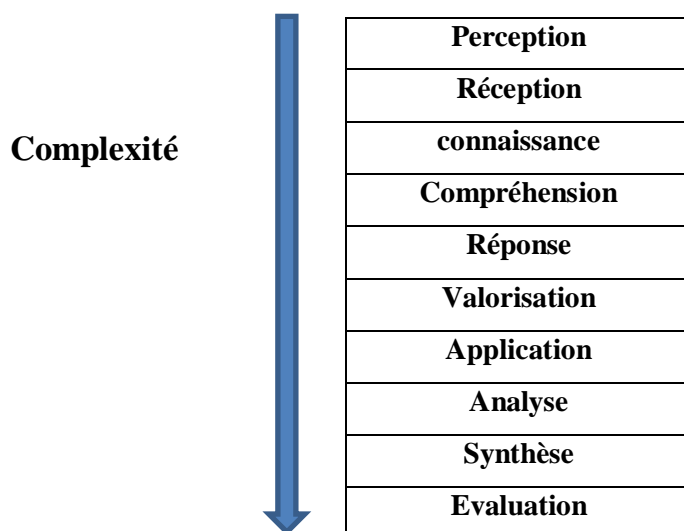 Perception
Réception
Complexité
connaissance
Compréhension
Réponse
Valorisation
Application
Analyse
Synthèse
Evaluation